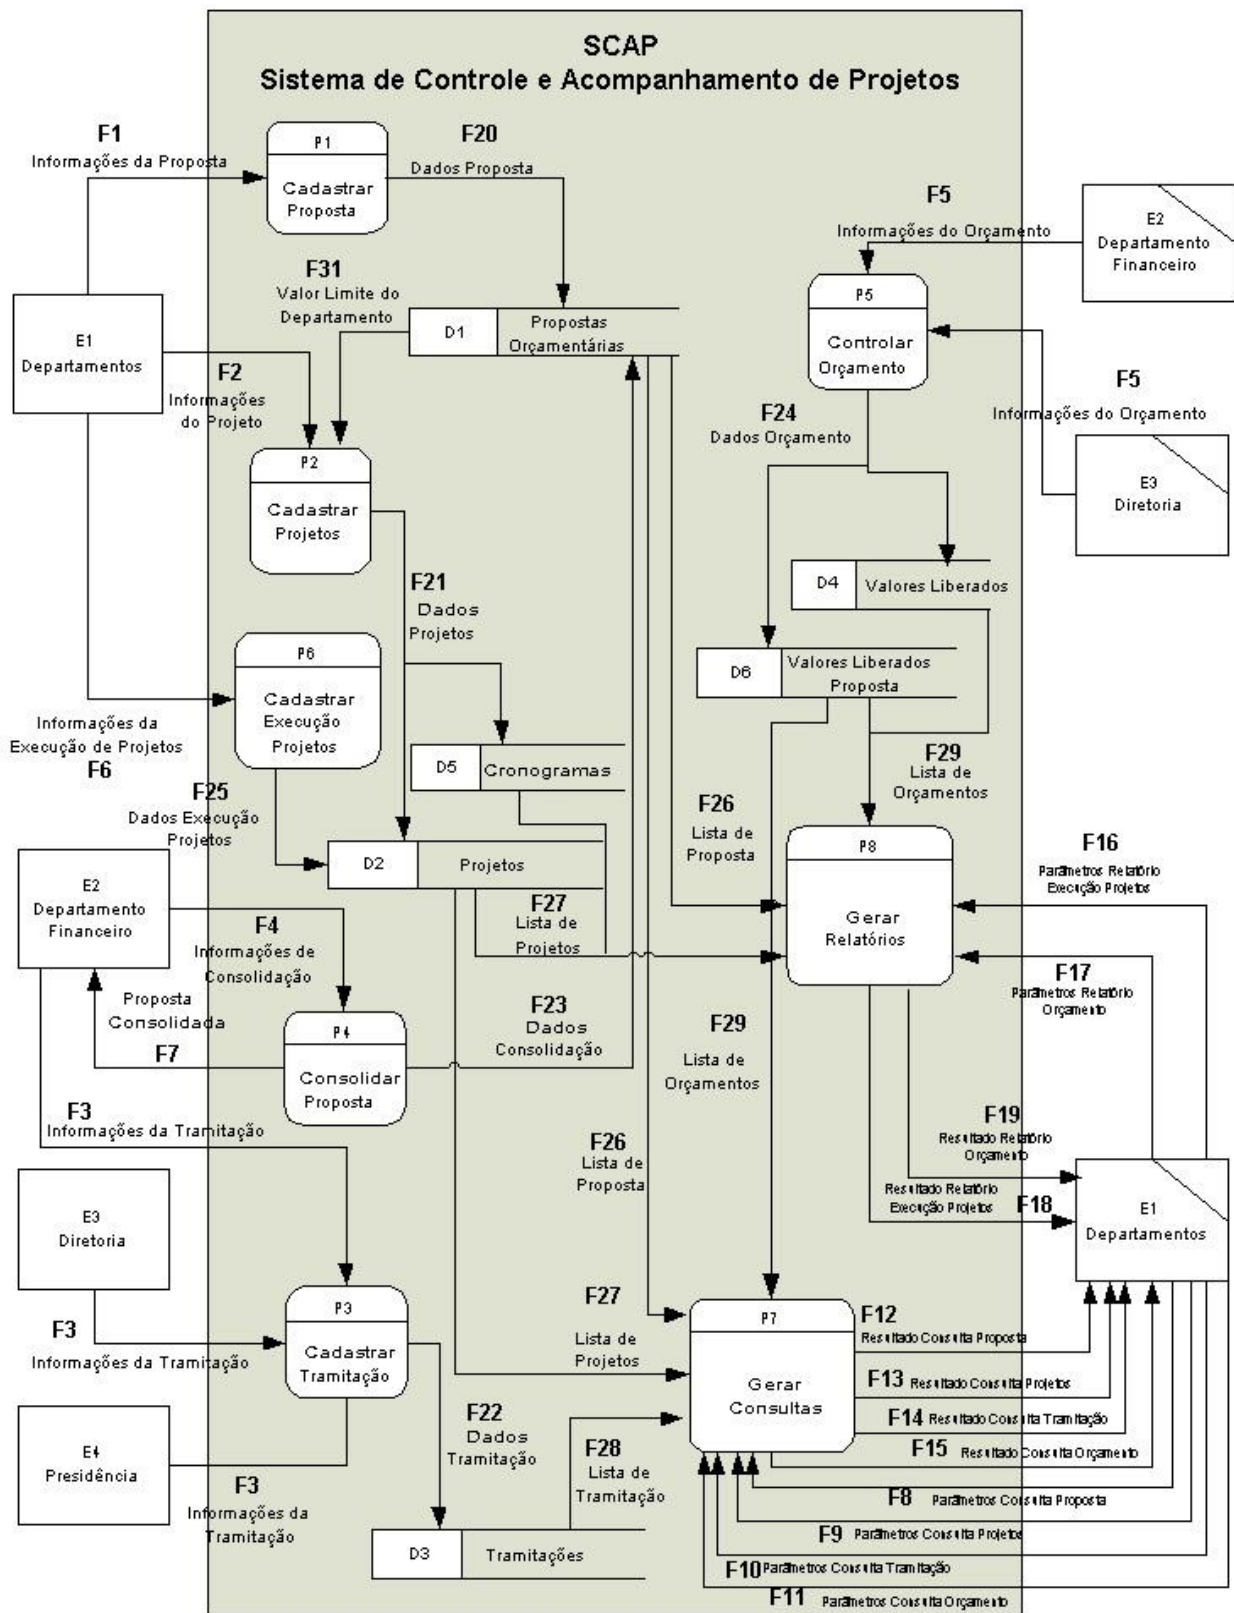 SCAP
Sistema de Controle e Acompanhamento de Projetos
F1
Informações da Proposta
P1
Cadastrar
Proposta
F20
Dados Proposta
F5
Informações do Orçamento
E2
Departamento
Financeiro
F31
Valor Limite do
Departamento
D1
Propostas
Orçamentárias
P5
Controlar
Orçamento
E1
Departamentos
F2
Informações
do Projeto
F5
Informações do Orçamento
F24
Dados Orçamento
E3
Diretoria
P2
Cadastrar
Projetos
F21
Dados
Projetos
D4
Valores Liberados
P6
Cadastrar
Execução
Projetos
D6
Valores Liberados
Proposta
Informações da
Execução de Projetos
F6
D5
Cronogramas
F29
Lista de
Orçamentos
F25
Dados Execução
Projetos
F26
Lista de
Proposta
D2
Projetos
P8
Gerar
Relatórios
F16
Parâmetros Relatório
Execução Projetos
E2
Departamento
Financeiro
F4
Informações de
Consolidação
F27
Lista de
Projetos
F17
Parâmetros Relatório
Orçamento
Proposta
Consolidada
F7
P4
Consolidar
Proposta
F23
Dados
Consolidação
F29
Lista de
Orçamentos
F3
Informações da Tramitação
F19
Resultado Relatório
Orçamento
F26
Lista de
Proposta
Resultado Relatório
Execução Projetos
F18
E1
Departamentos
E3
Diretoria
F3
Informações da Tramitação
P3
Cadastrar
Tramitação
F27
Lista de
Projetos
P7
Gerar
Consultas
F12
Resultado Consulta Proposta
F13 Resultado Consulta Projetos
F14 Resultado Consulta Tramitação
F15 Resultado Consulta Orçamento
E4
Presidência
F3
Informações da
Tramitação
F22
Dados
Tramitação
F28
Lista de
Tramitação
F8 Parâmetros Consulta Proposta
F9 Parâmetros Consulta Projetos
D3
Tramitações
F10 Parâmetros Consulta Tramitação
F11 Parâmetros Consulta Orçamento